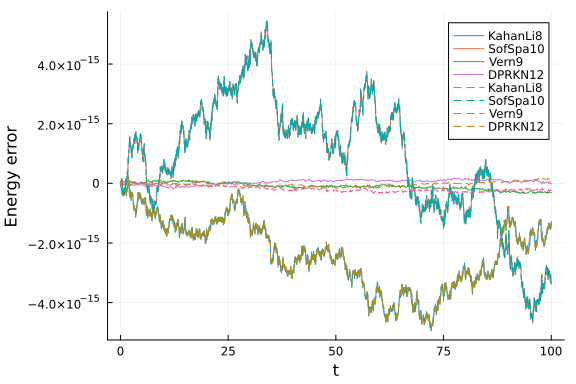 KahanLi8
SofSpa10
Vern9
DPRKN12
KahanLi8
SofSpa10
Vern9
DPRKN12
4.0×10⁻¹⁵
2.0×10⁻¹⁵
0
−2.0×10⁻¹⁵
−4.0×10⁻¹⁵
Energy error
0 25 50 75 100
t